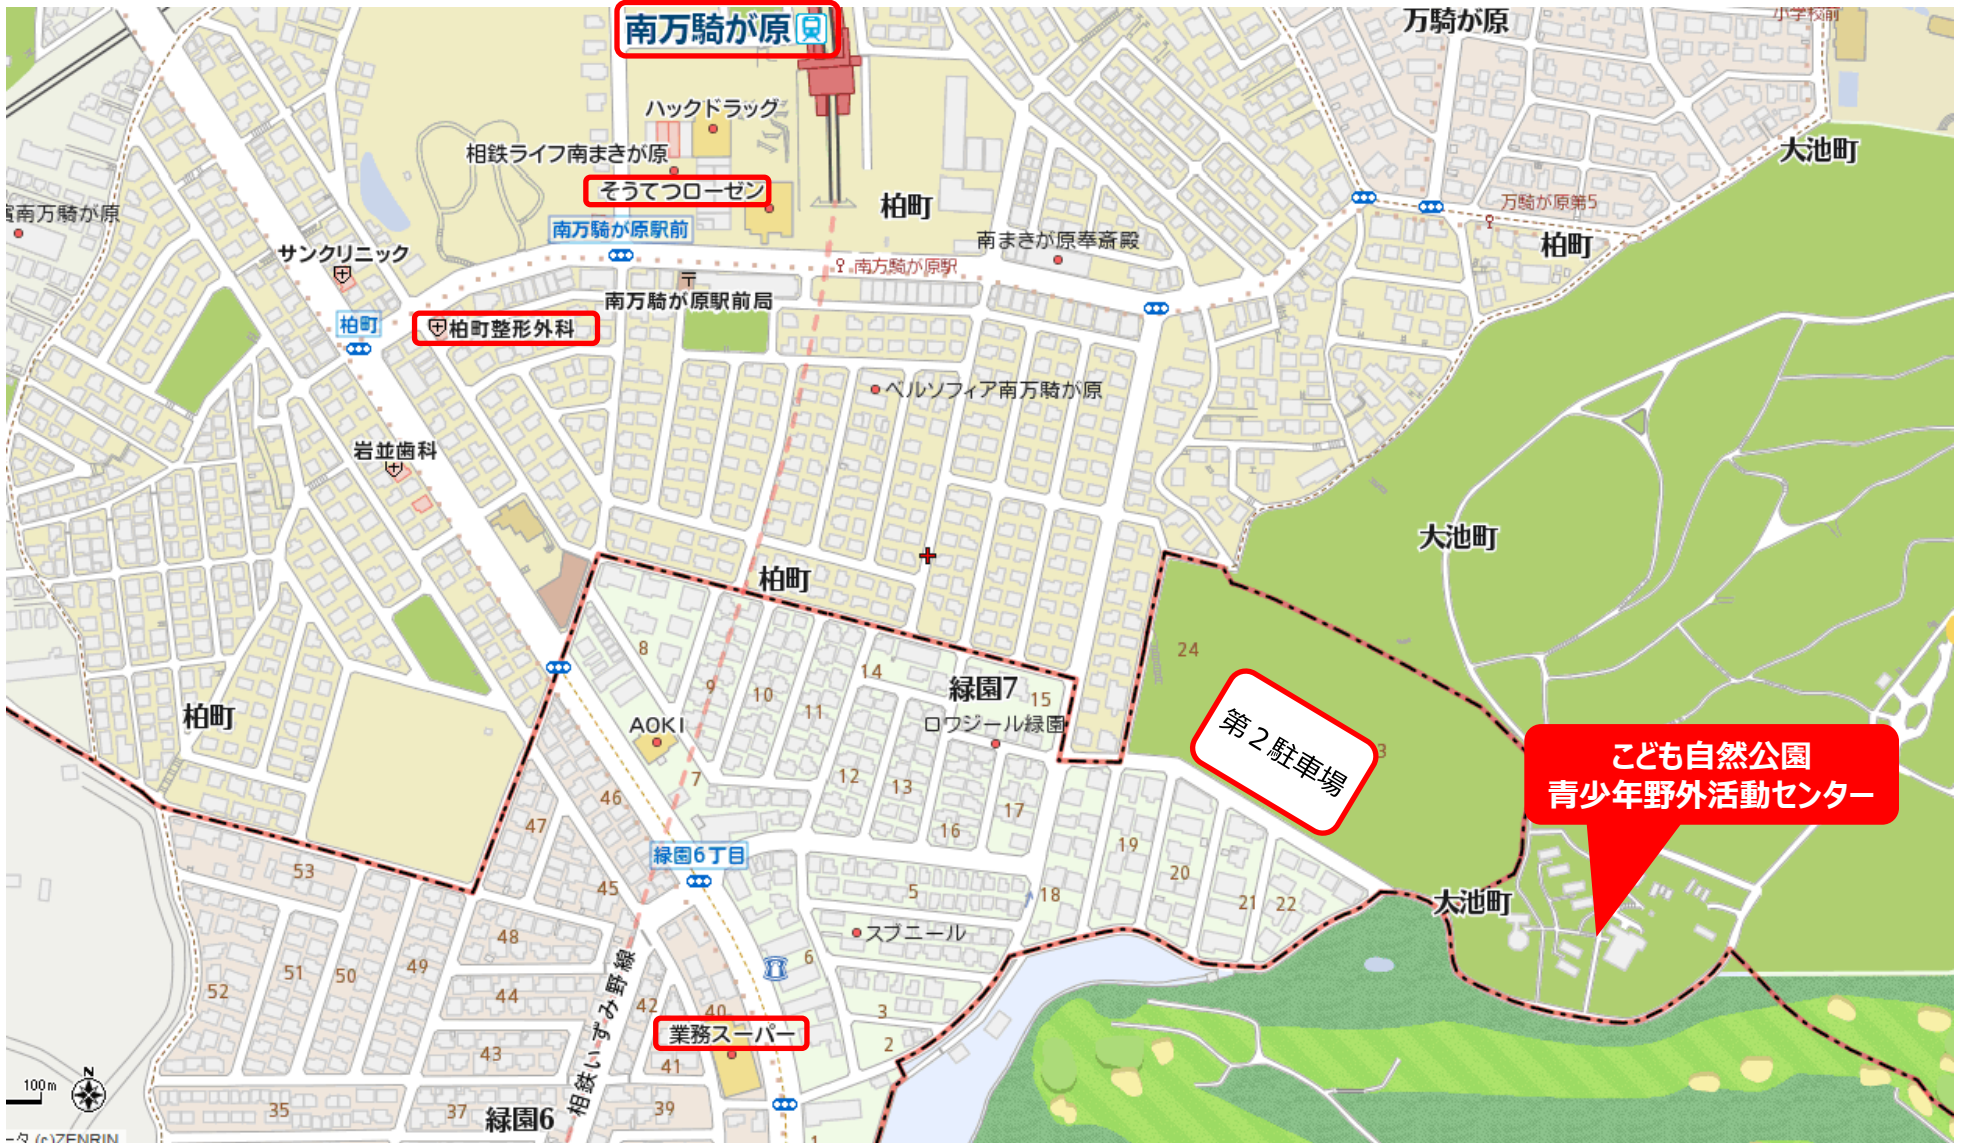 南万騎が原
万騎が原
小学校前
ハックドラッグ
相鉄ライフ南まきが原
そうてつローゼン
大池町
柏町
万騎が原第5
南万騎が原
南万騎が原駅前
サンクリニック
南まきが原奉斎殿
柏町
南万騎が原駅
南万騎が原駅前局
柏町
柏町整形外科
ベルソフィア南万騎が原
岩並歯科
大池町
柏町
8
24
14
9
10
緑園7
15
11
柏町
AOKI
ロワジール緑園
第2駐車場
3
こども自然公園
青少年野外活動センター
7
12
13
46
17
47
16
19
緑園6丁目
53
20
45
5
18
21
22
大池町
スブニール
48
6
49
51
50
52
44
42
40
3
相鉄いずみ野線
業務スーパー
2
43
41
100m
N
35
37
緑園6
39
1
ータ (c)ZENRIN